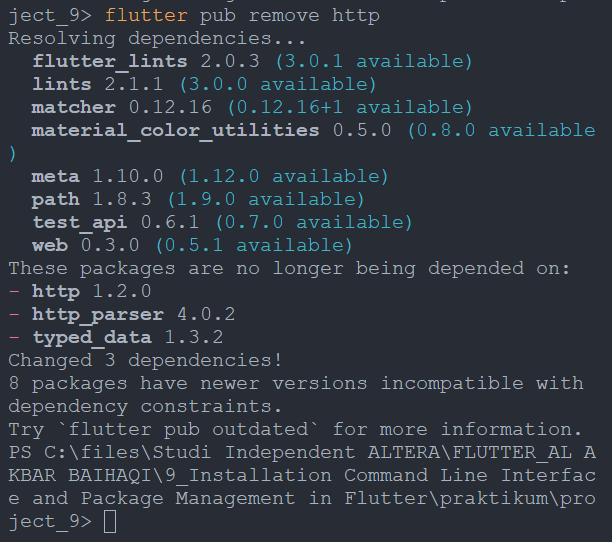 ject_9> flutter pub remove http
Resolving dependencies...
  flutter_lints 2.0.3 (3.0.1 available)
  lints 2.1.1 (3.0.0 available)
  matcher 0.12.16 (0.12.16+1 available)
  material_color_utilities 0.5.0 (0.8.0 available
)
  meta 1.10.0 (1.12.0 available)
  path 1.8.3 (1.9.0 available)
  test_api 0.6.1 (0.7.0 available)
  web 0.3.0 (0.5.1 available)
These packages are no longer being depended on:
- http 1.2.0
- http_parser 4.0.2
- typed_data 1.3.2
Changed 3 dependencies!
8 packages have newer versions incompatible with
dependency constraints.
Try `flutter pub outdated` for more information.
PS C:\files\Studi Independent ALTERA\FLUTTER_AL A
KBAR BAIHAQI\9_Installation Command Line Interfac
e and Package Management in Flutter\praktikum\pro
ject_9>